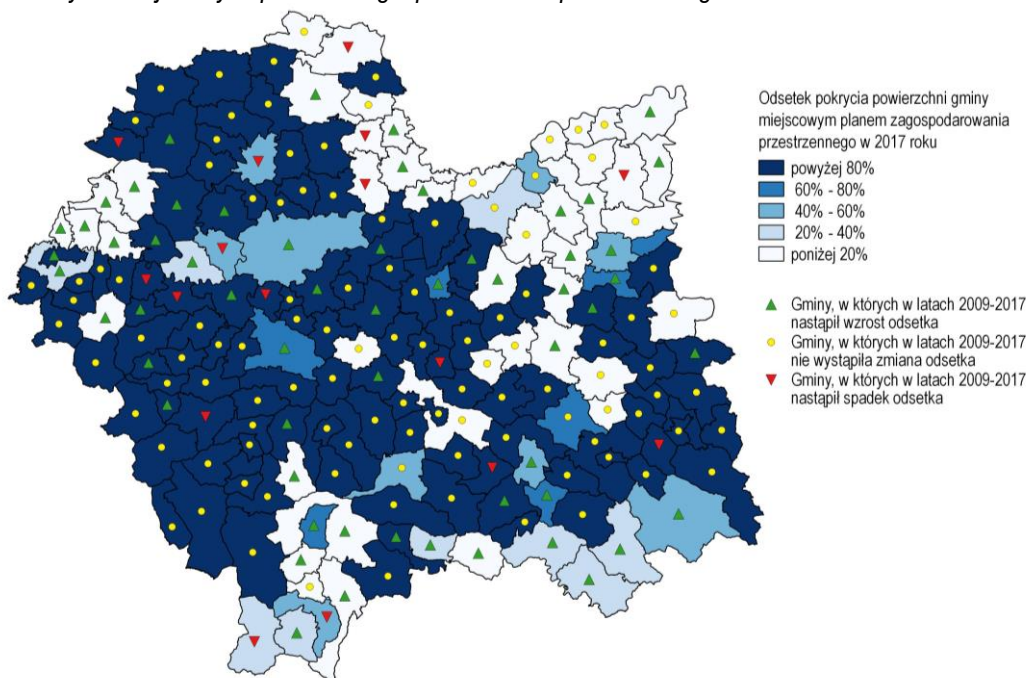 Odsetek pokrycia powierzchni gminy
miejscowym planem zagospodarowania
przestrzennego w 2017 roku
powyżej 80%
60% - 80%
40% - 60%
20% - 40%
poniżej 20%
Gminy, w których w latach 2009-2017
nastąpił wzrost odsetka
Gminy, w których w latach 2009-2017
nie wystąpiła zmiana odsetka
Gminy, w których w latach 2009-2017
nastąpił spadek odsetka